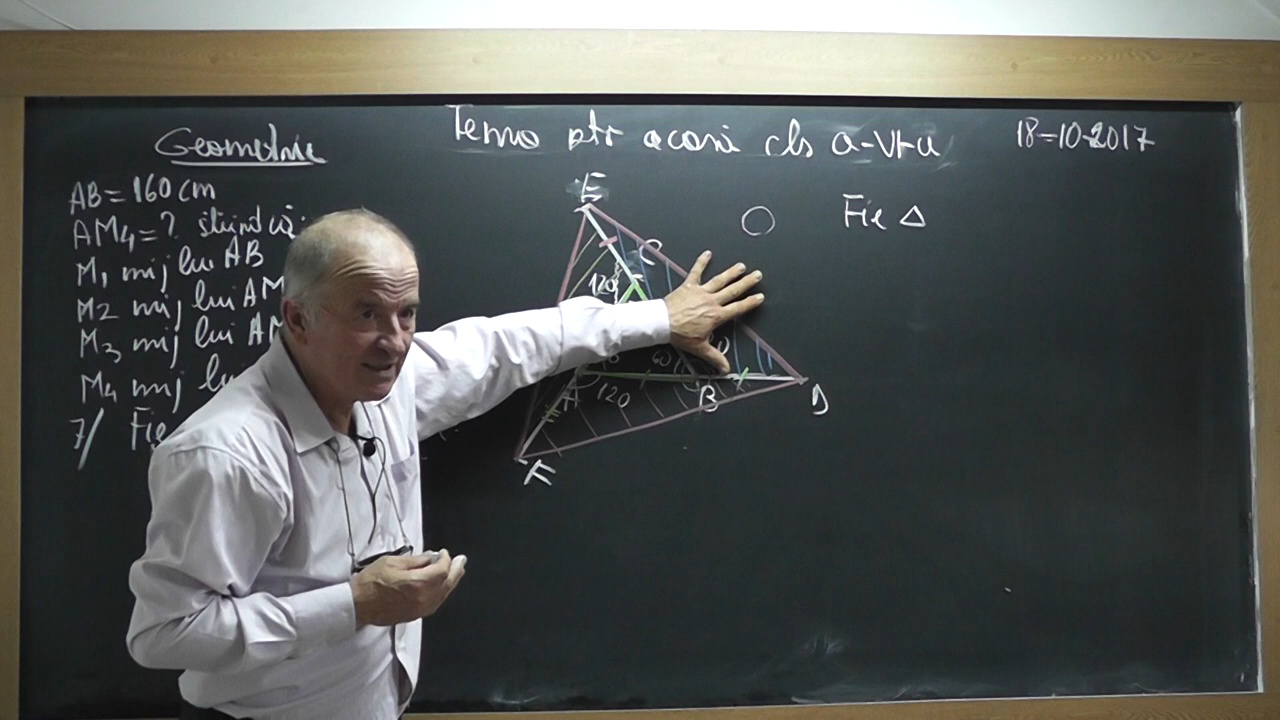 Temă ptr acasă cls a-VI-a
18-10-2017
Geometrie
AB = 160 cm
AM4 = ? știind că:
M1 mij lui AB
M2 mij lui AM
M3 mij lui AM
M4 mij
7/ Fie
Fie △
E
C
120
A 120 B D
F